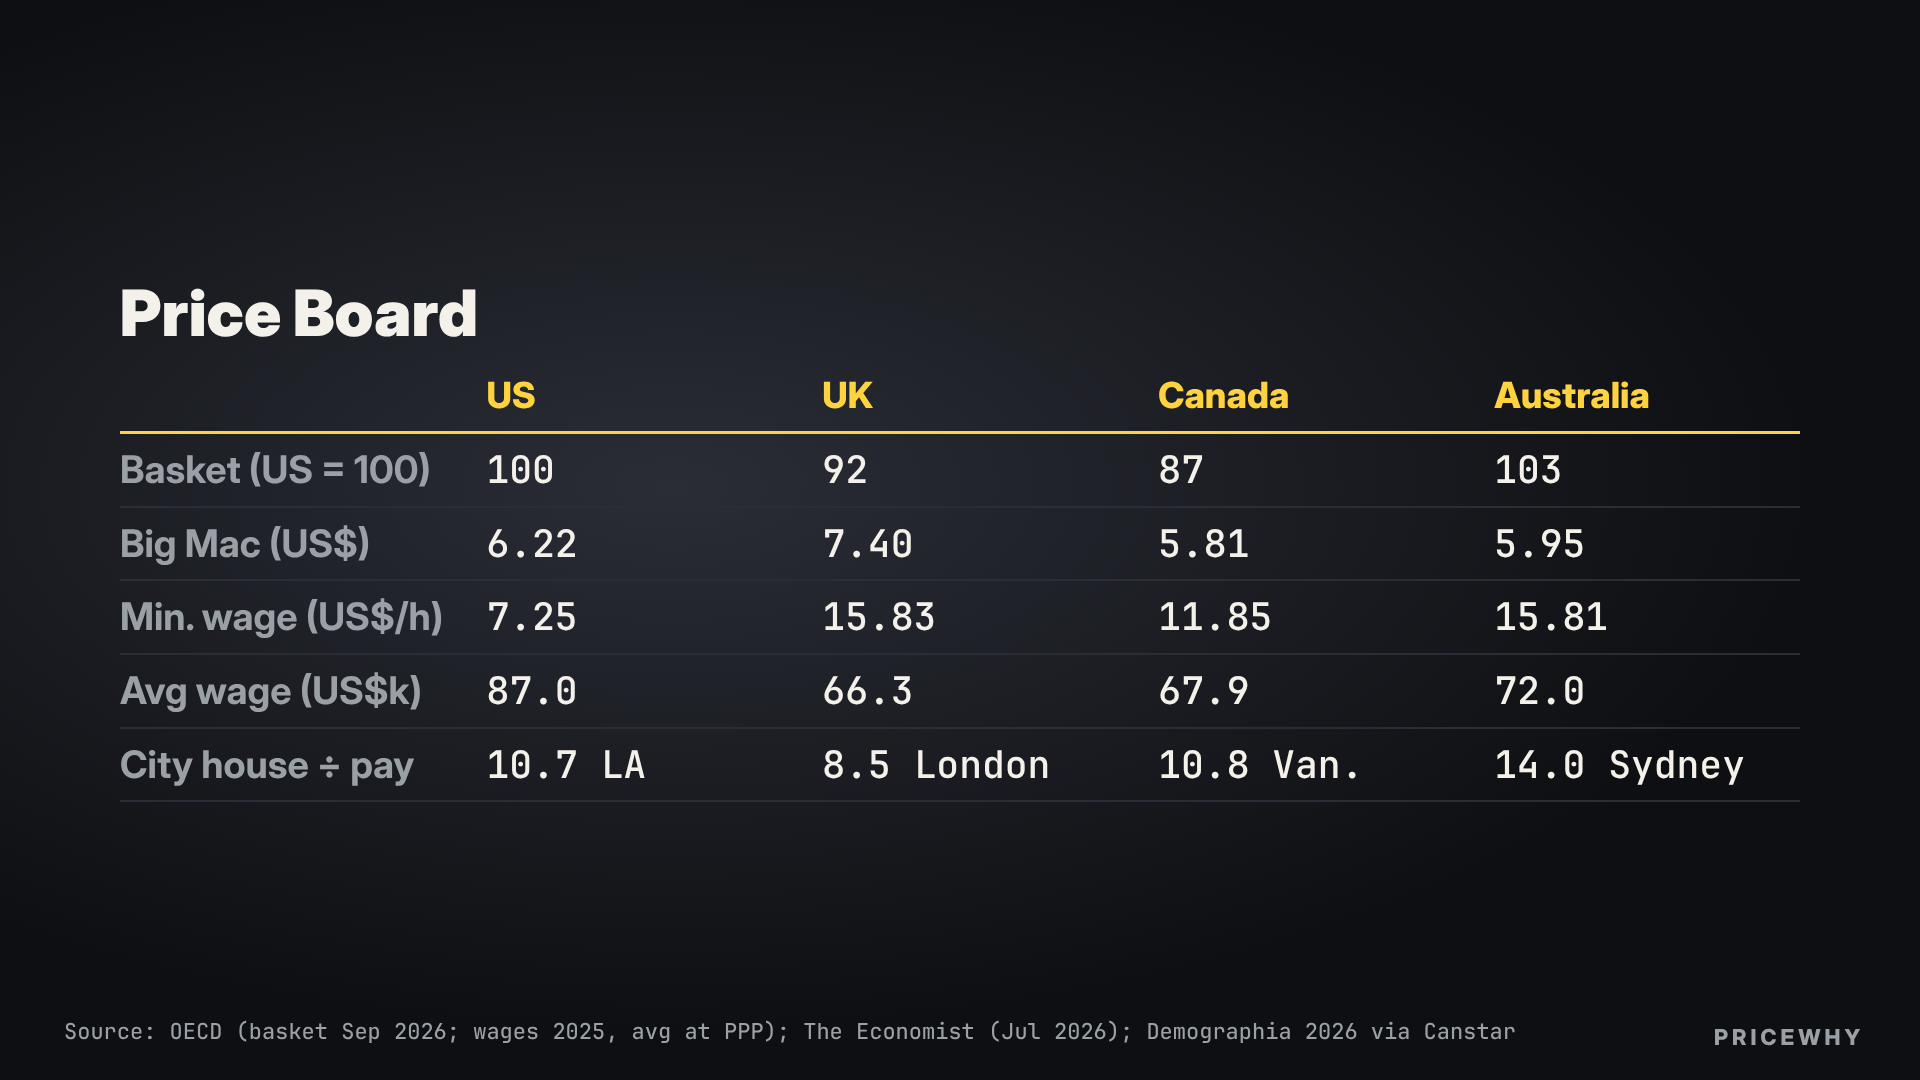 Price Board
US UK Canada Australia
Basket (US = 100) 100 92 87 103
Big Mac (US$) 6.22 7.40 5.81 5.95
Min. wage (US$/h) 7.25 15.83 11.85 15.81
Avg wage (US$k) 87.0 66.3 67.9 72.0
City house ÷ pay 10.7 LA 8.5 London 10.8 Van. 14.0 Sydney
Source: OECD (basket Sep 2026; wages 2025, avg at PPP); The Economist (Jul 2026); Demographia 2026 via Canstar
PRICEWHY